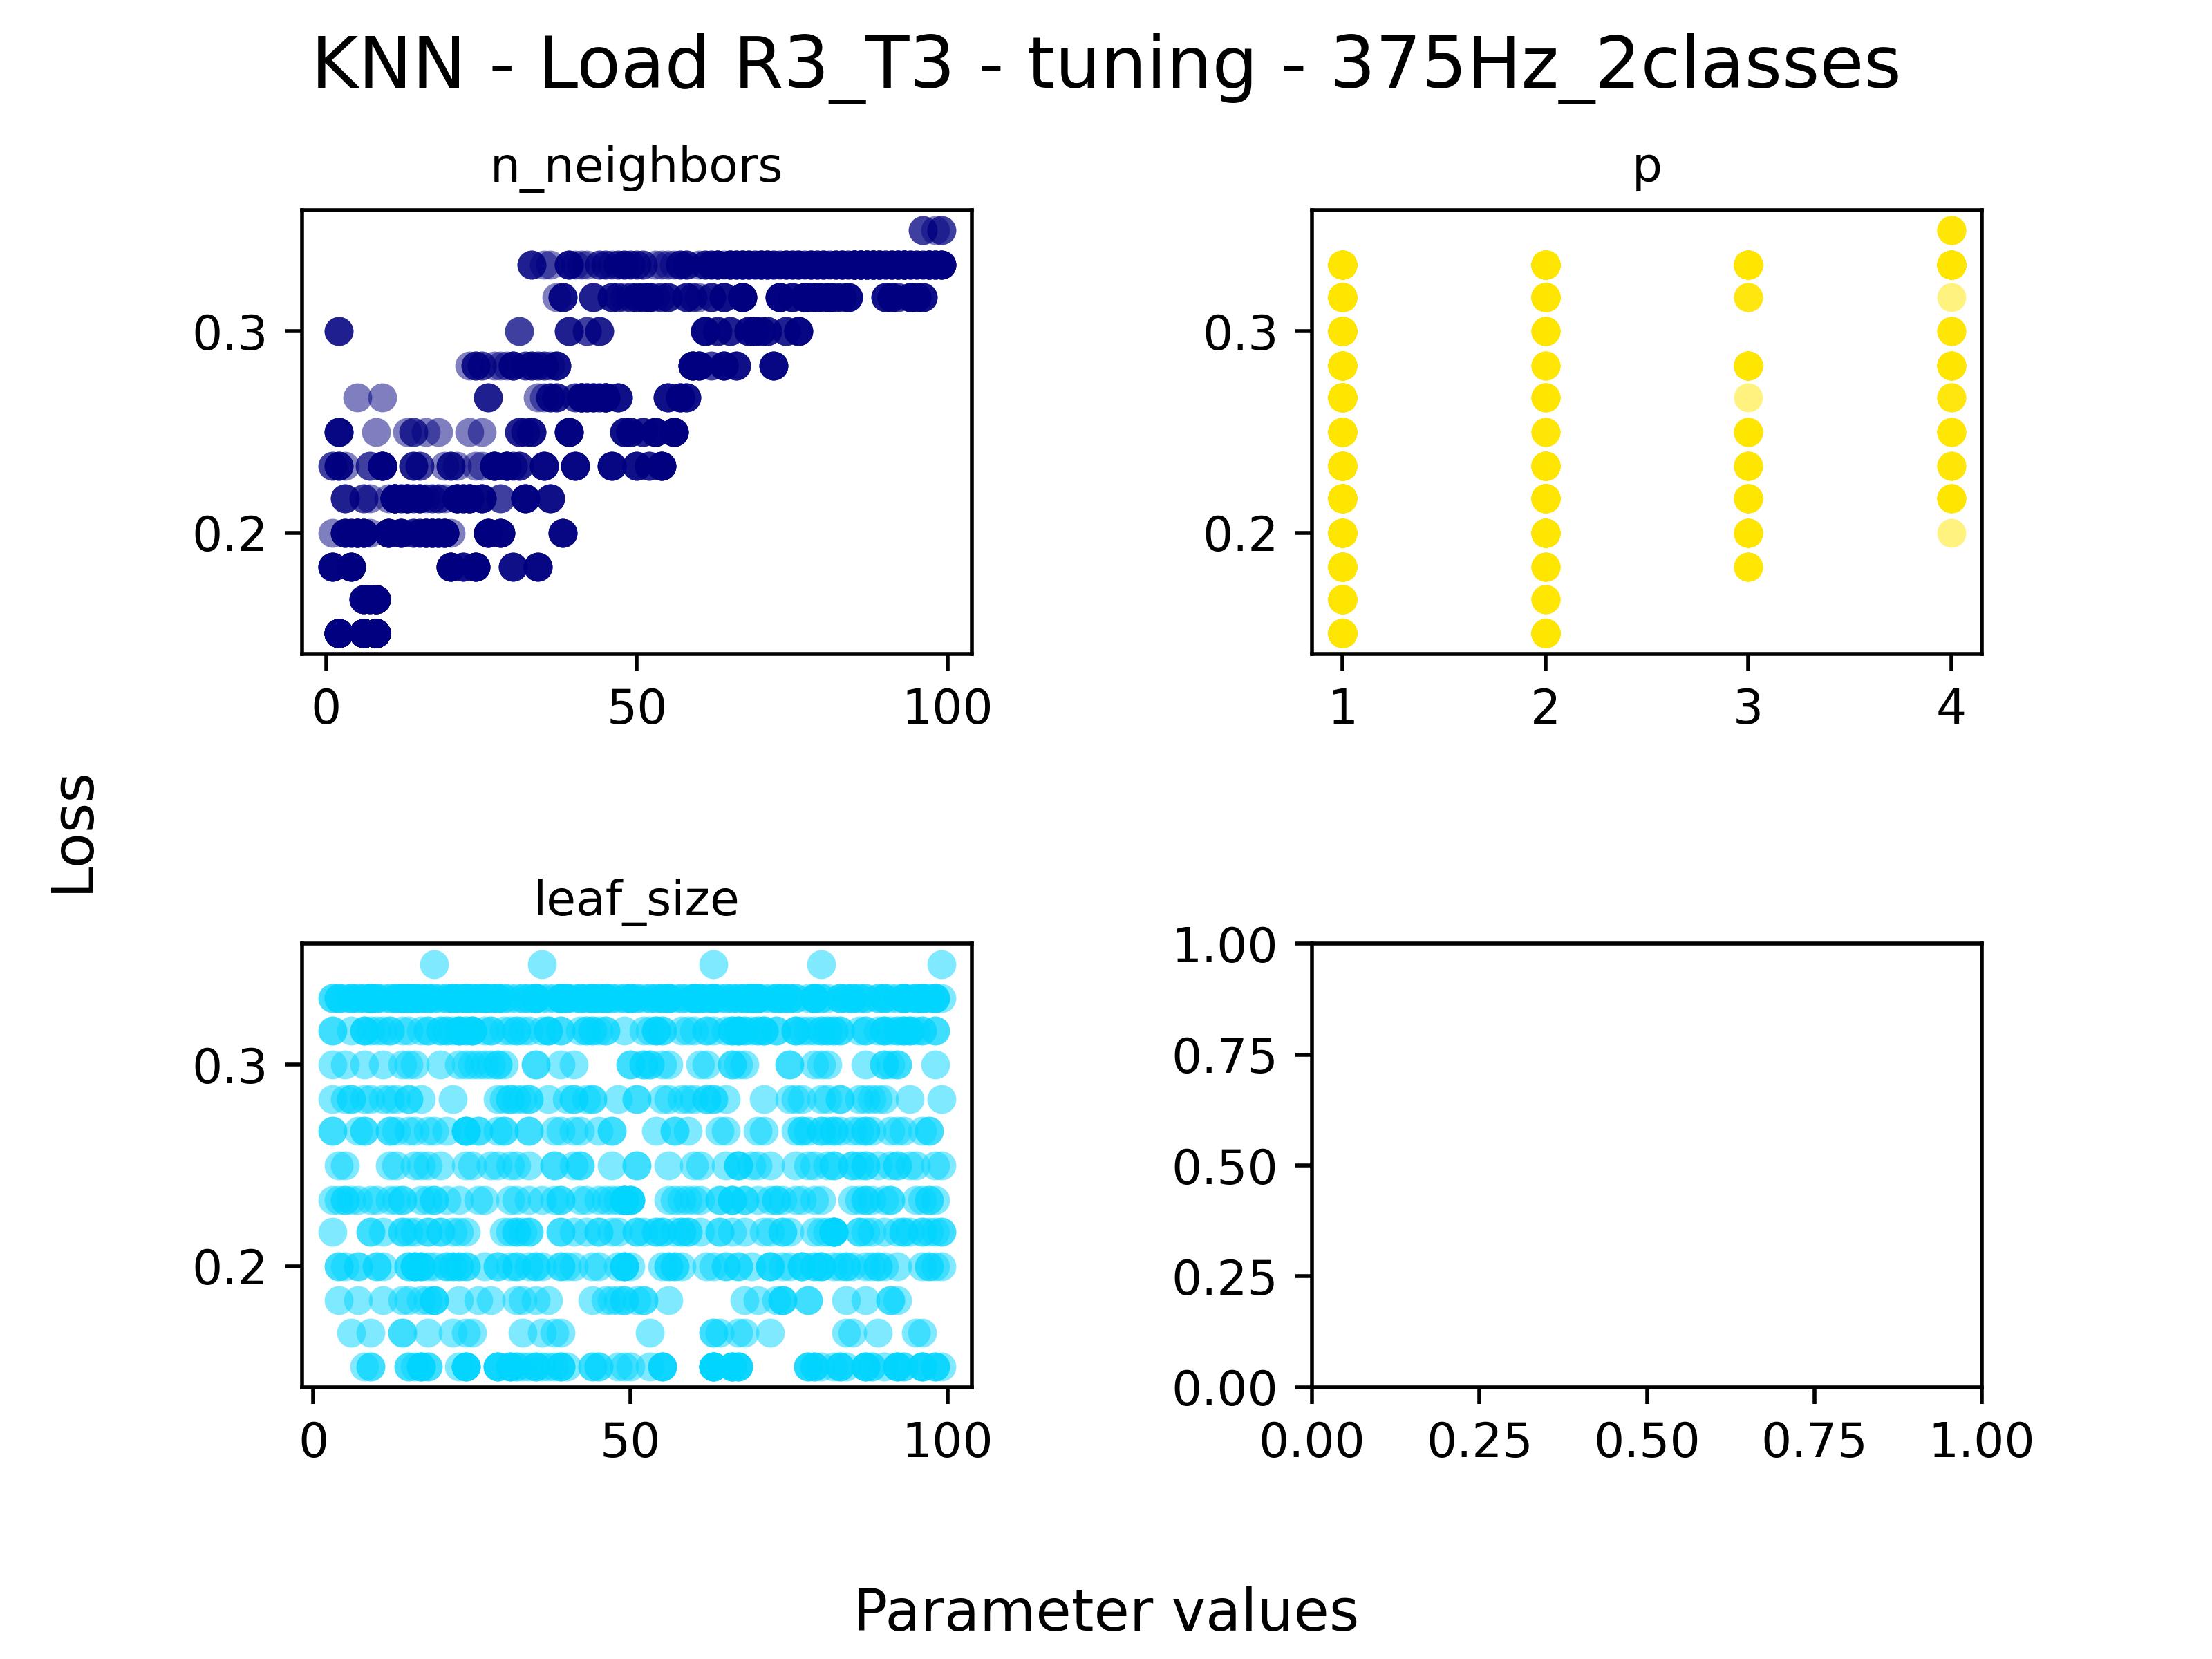 KNN - Load R3_T3 - tuning - 375Hz_2classes
n_neighbors
0.3
0.2
0 50 100
p
0.3
0.2
1 2 3 4
Loss
leaf_size
0.3
0.2
0 50 100
1.00
0.75
0.50
0.25
0.00
0.00 0.25 0.50 0.75 1.00
Parameter values